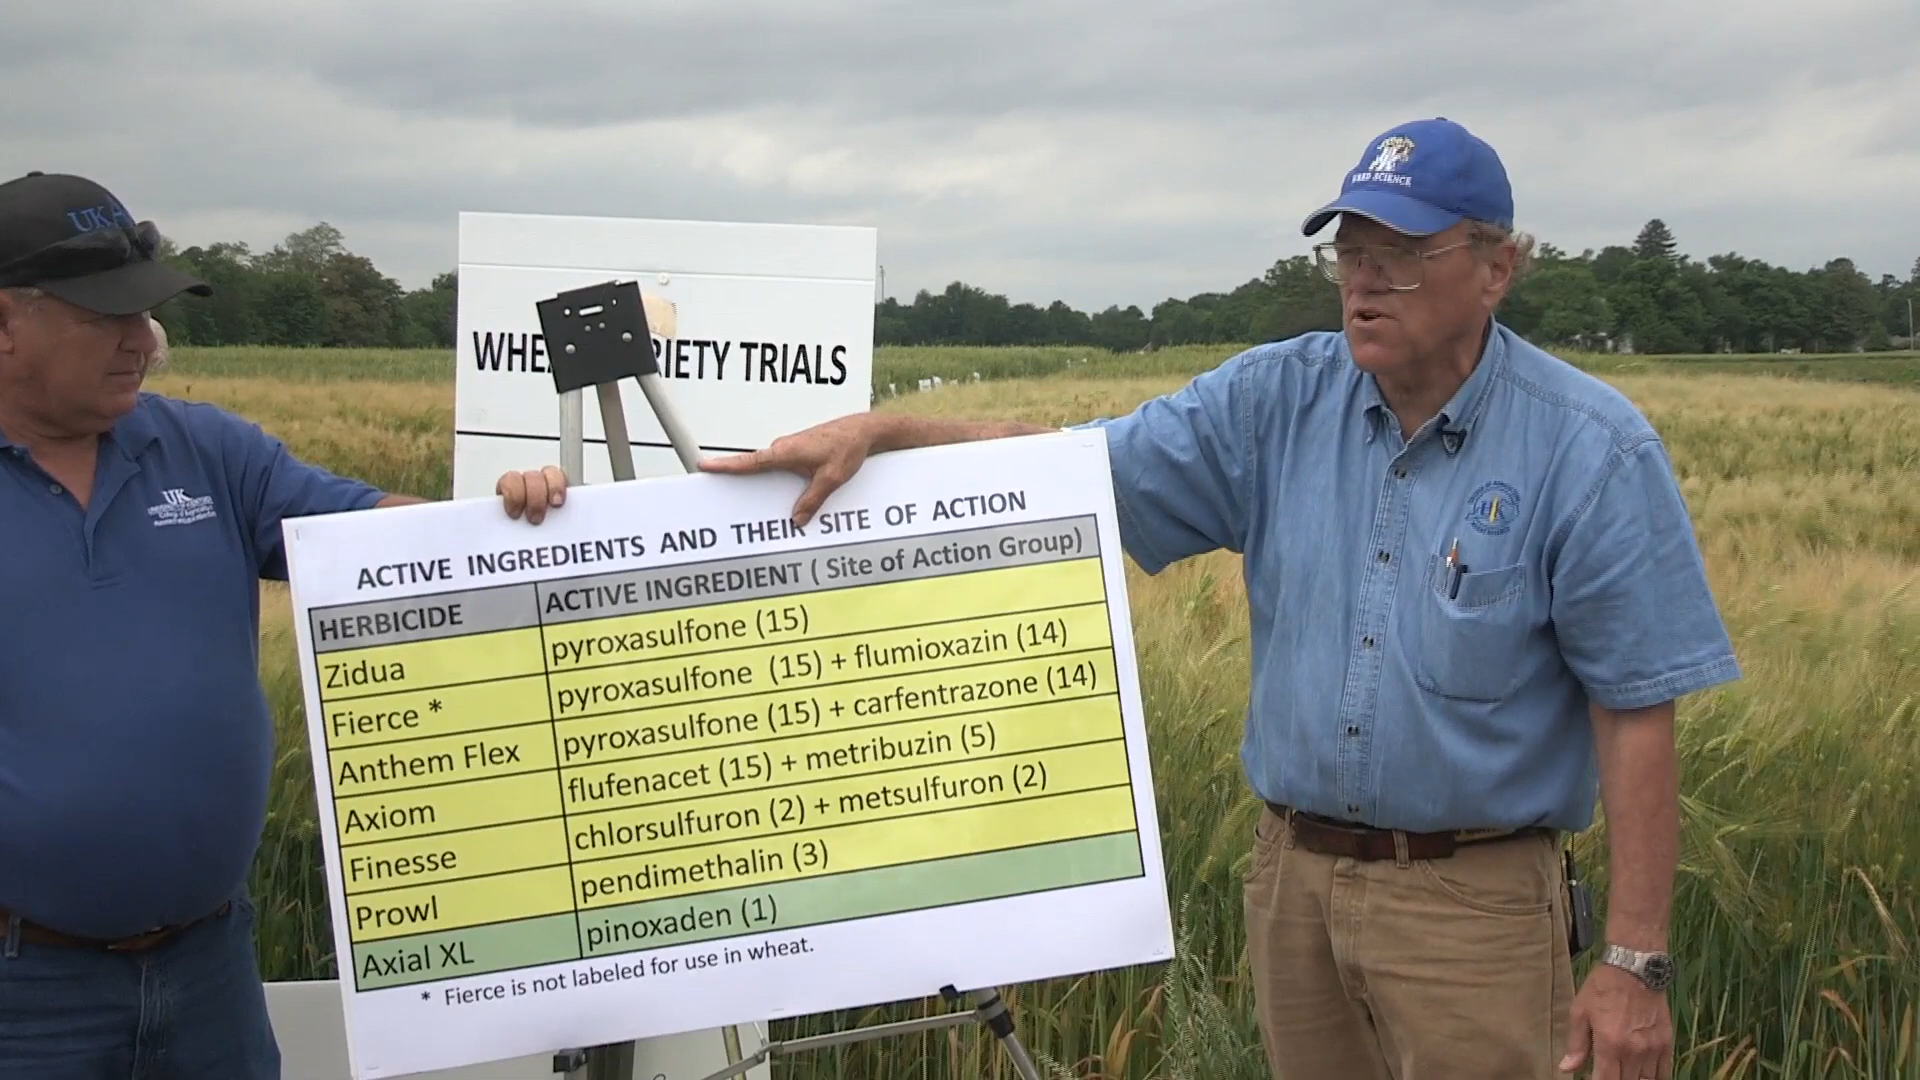 UKA
UK
WEED SCIENCE
UK
WHE RIETY TRIALS
ACTIVE INGREDIENTS AND THEIR SITE OF ACTION
HERBICIDE ACTIVE INGREDIENT ( Site of Action Group)
Zidua pyroxasulfone (15)
Fierce * pyroxasulfone (15) + flumioxazin (14)
Anthem Flex pyroxasulfone (15) + carfentrazone (14)
Axiom flufenacet (15) + metribuzin (5)
Finesse chlorsulfuron (2) + metsulfuron (2)
Prowl pendimethalin (3)
Axial XL pinoxaden (1)
* Fierce is not labeled for use in wheat.